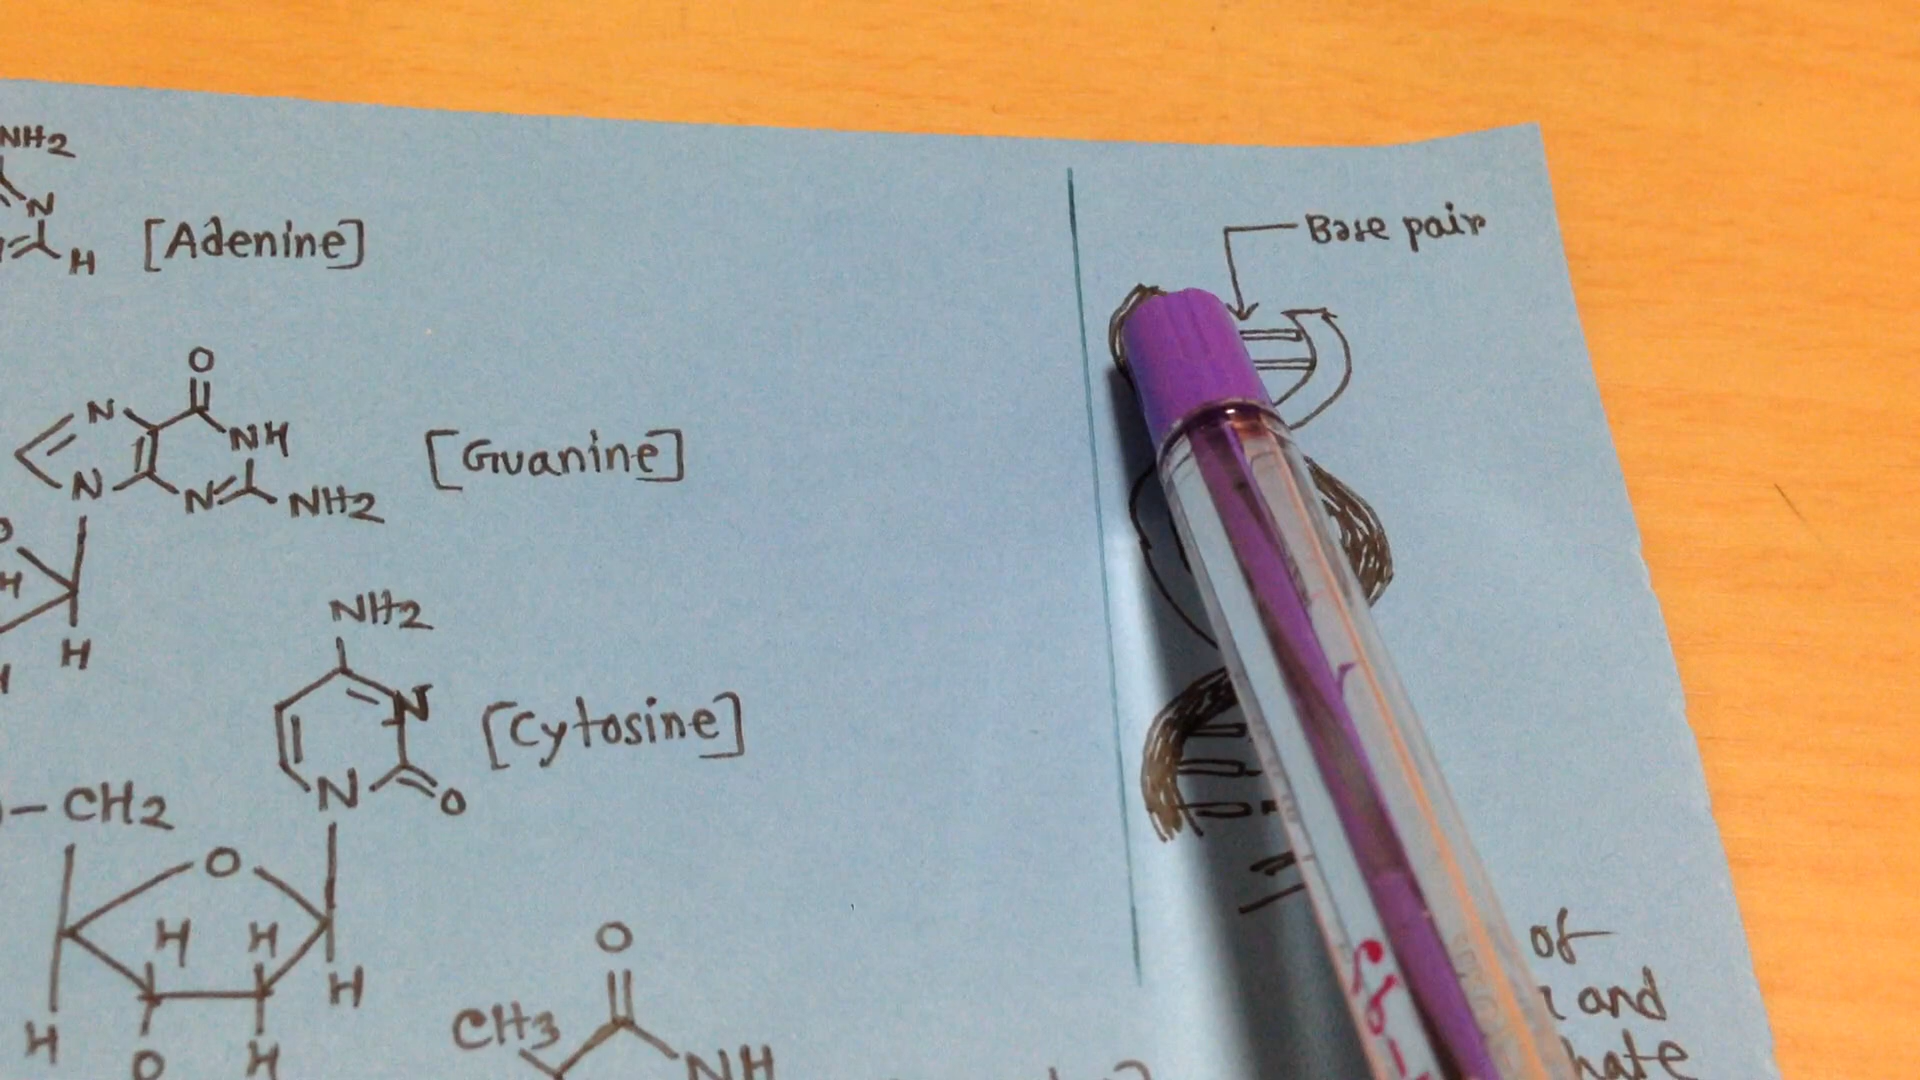 NH2
N
H
[Adenine]
Base pair
O
N
NH
[Guanine]
N
N
NH2
H
H
NH2
N
[Cytosine]
N
O
CH2
O
H
H
H
of
and
H
O
H
O
CH3
NH